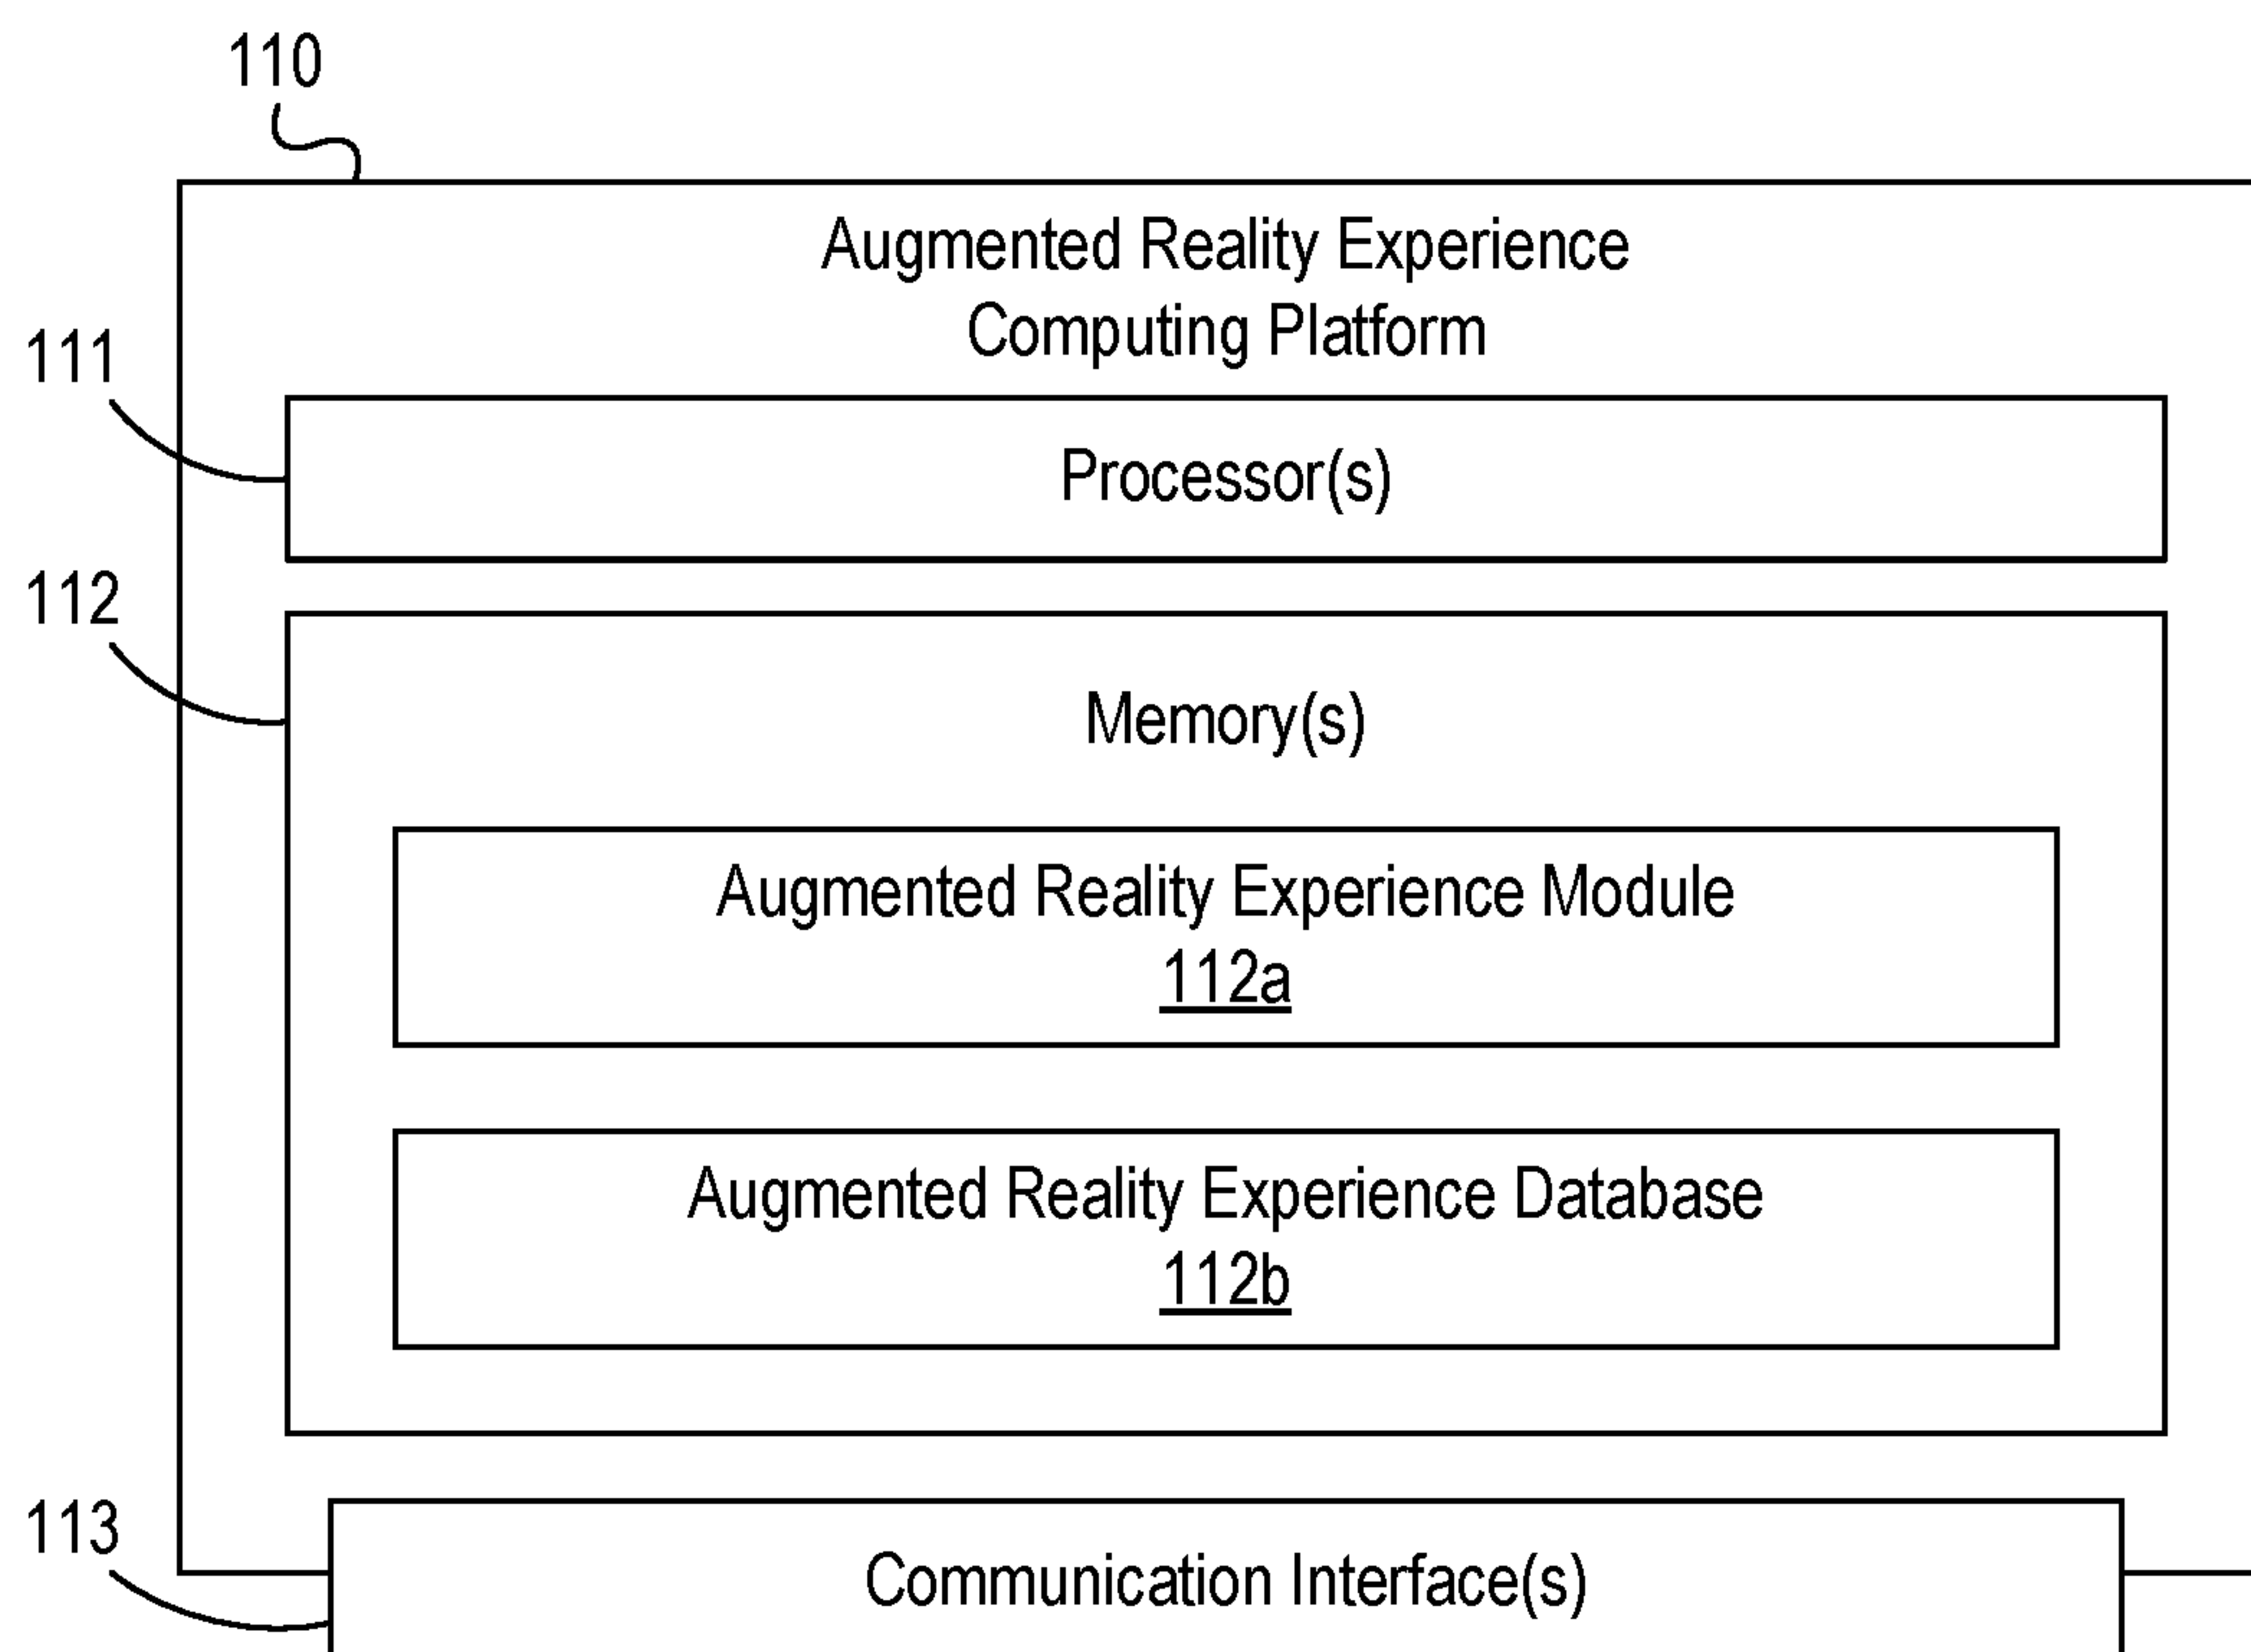 110
Augmented Reality Experience
Computing Platform
111
Processor(s)
112
Memory(s)
Augmented Reality Experience Module
112a
Augmented Reality Experience Database
112b
113
Communication Interface(s)